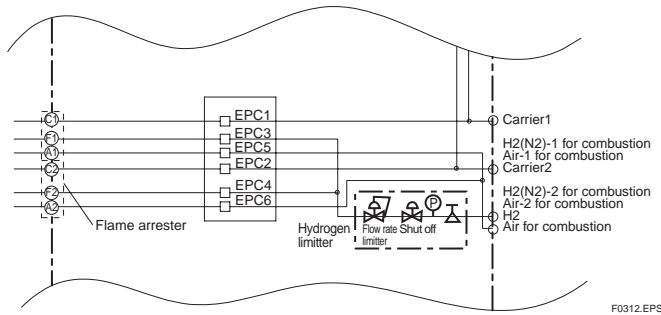 C1
EPC1
Carrier1
F1
EPC3
H2(N2)-1 for combustion
A1
EPC5
Air-1 for combustion
C2
EPC2
Carrier2
F2
EPC4
H2(N2)-2 for combustion
A2
EPC6
Air-2 for combustion
P
H2
Flame arrester
Hydrogen
limitter
Flow rate
limitter
Shut off
Air for combustion
F0312.EPS